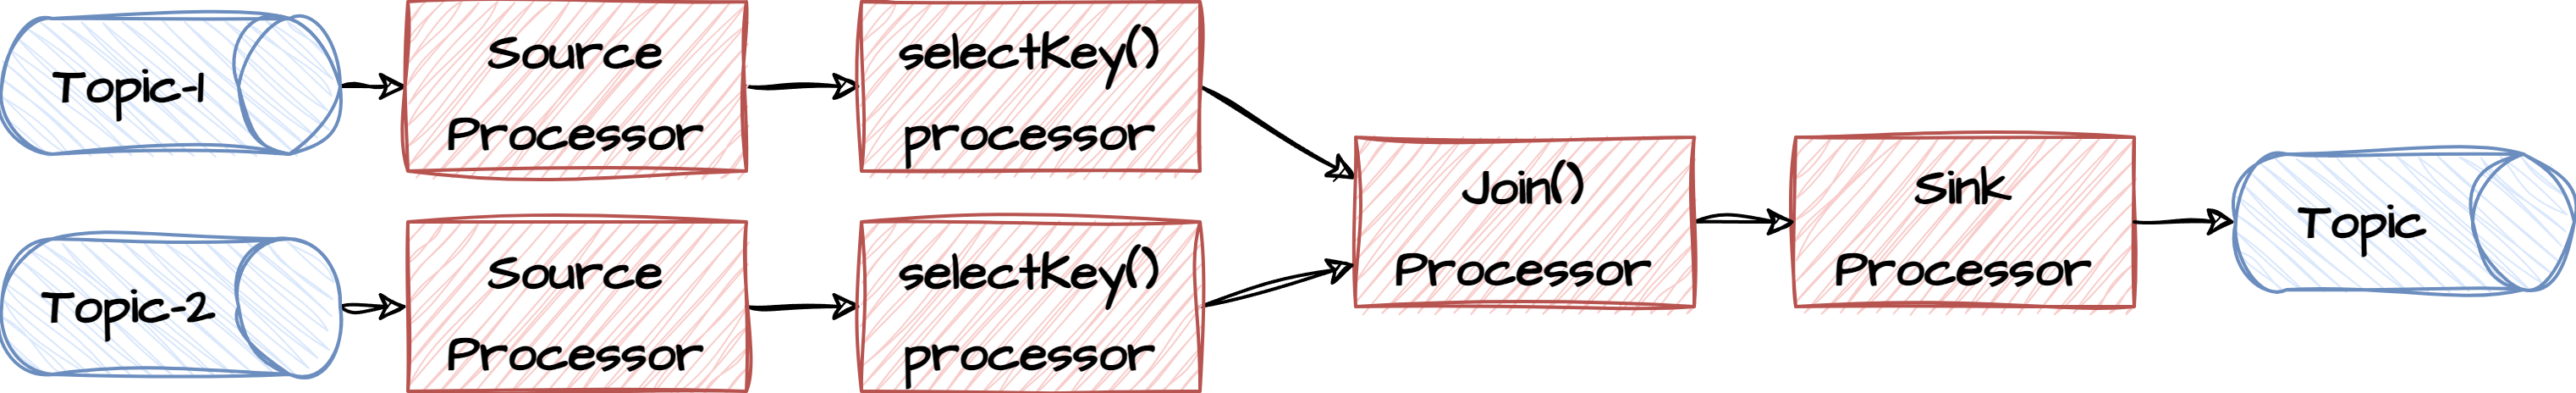 Topic-1
Source
Processor
selectKey()
processor
Topic-2
Source
Processor
selectKey()
processor
Join()
Processor
Sink
Processor
Topic